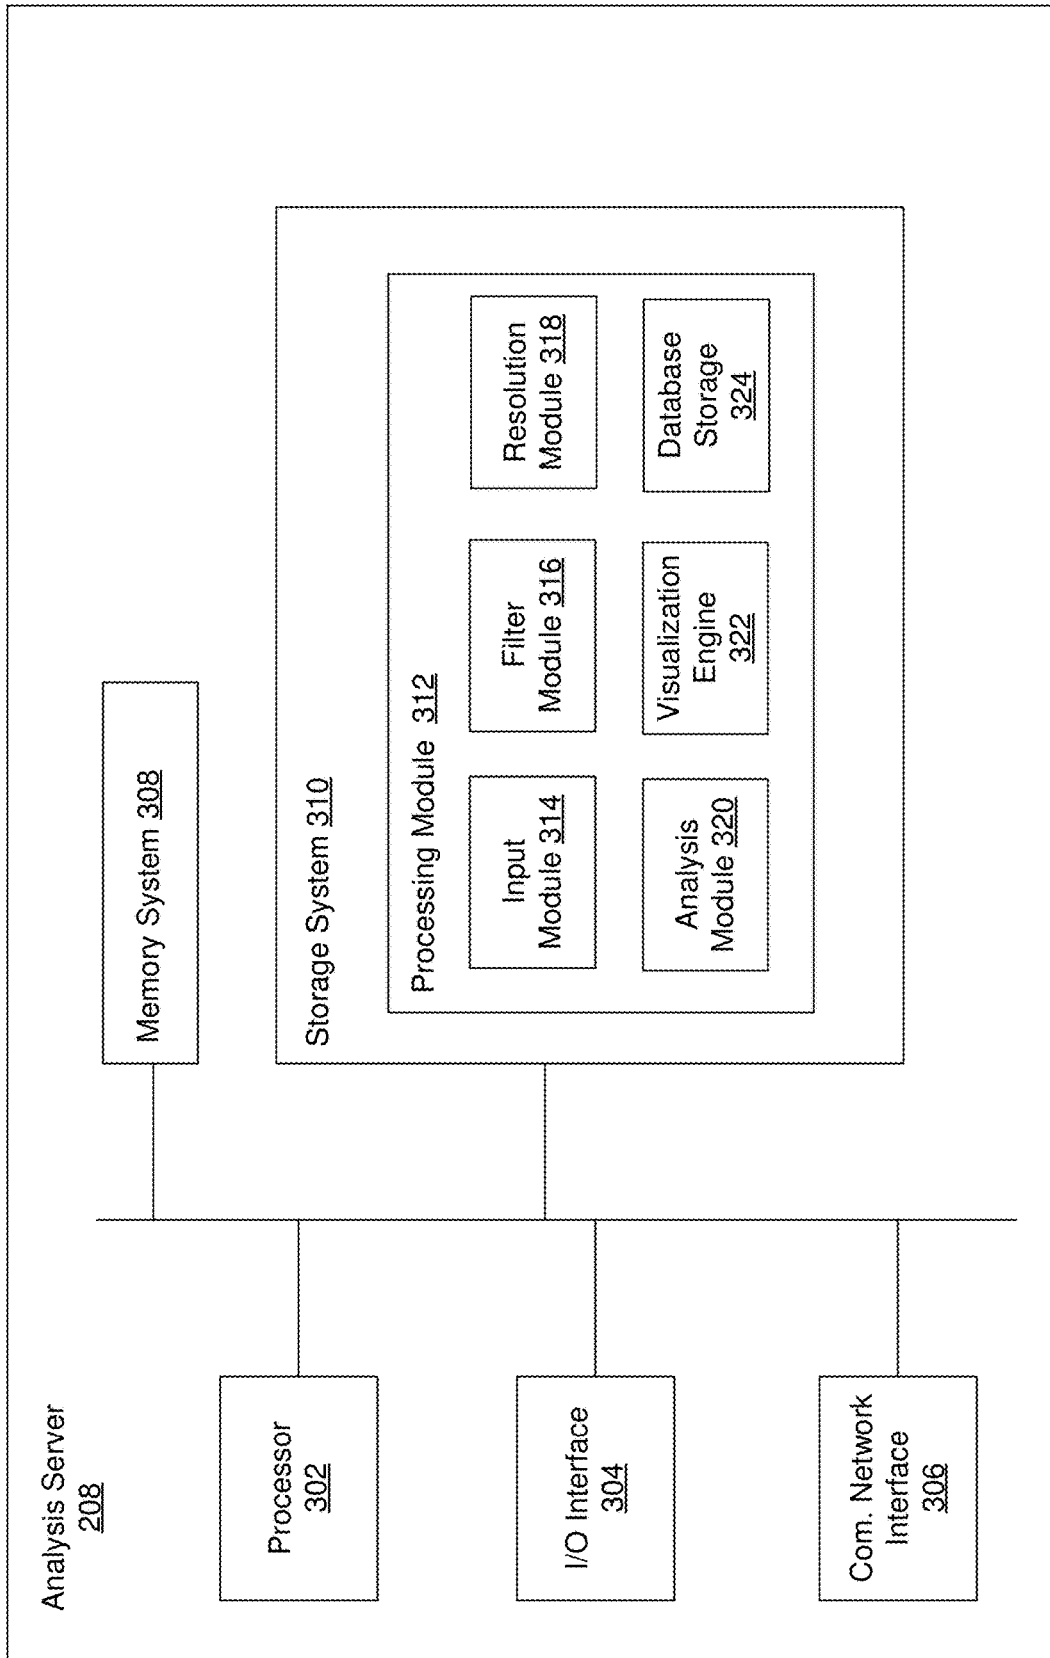 Analysis Server
208
Processor
302
I/O Interface
304
Com. Network
Interface
306
Memory System 308
Storage System 310
Processing Module 312
Input
Module 314
Filter
Module 316
Resolution
Module 318
Analysis
Module 320
Visualization
Engine
322
Database
Storage
324